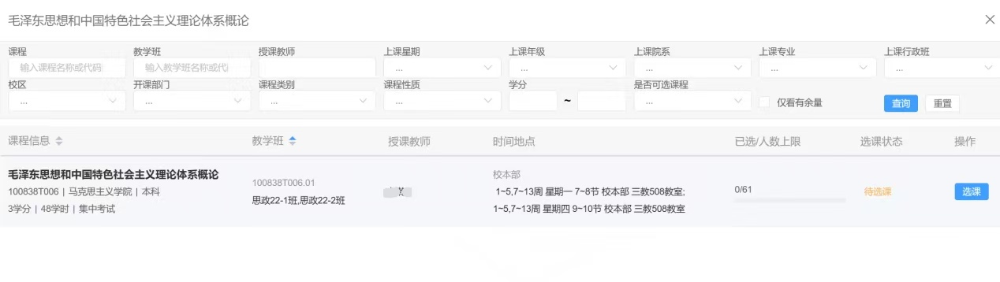 毛泽东思想和中国特色社会主义理论体系概论
课程 教学班 授课教师 上课星期 上课年级 上课院系 上课专业 上课行政班
输入课程名称或代码 输入教学班名称或代 ... ... ... ... ...
校区 开课部门 课程类别 课程性质 学分 是否可选课程
... ... ... ... ~ ... 仅看有余量 查询 重置
课程信息 教学班 授课教师 时间地点 已选/人数上限 选课状态 操作
毛泽东思想和中国特色社会主义理论体系概论
100838T006 | 马克思主义学院 | 本科
3学分 | 48学时 | 集中考试
100838T006.01
思政22-1班,思政22-2班
校本部
1~5,7~13周 星期一 7~8节 校本部 三教508教室;
1~5,7~13周 星期四 9~10节 校本部 三教508教室
0/61
待选课
选课